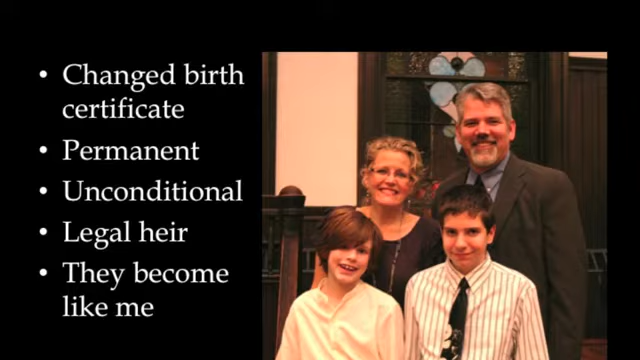 • Changed birth
certificate
• Permanent
• Unconditional
• Legal heir
• They become
like me